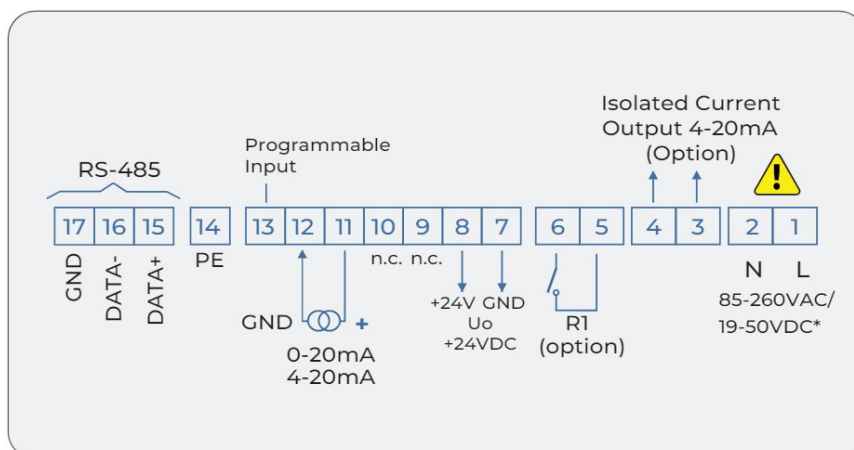 Isolated Current
Output 4-20mA
(Option)
Programmable
Input
RS-485
17 16 15 14 13 12 11 10 9 8 7 6 5 4 3 2 1
GND
DATA-
DATA+
PE
n.c. n.c.
GND
+
0-20mA
4-20mA
+24V GND
Uo
+24VDC
R1
(option)
N L
85-260VAC/
19-50VDC*